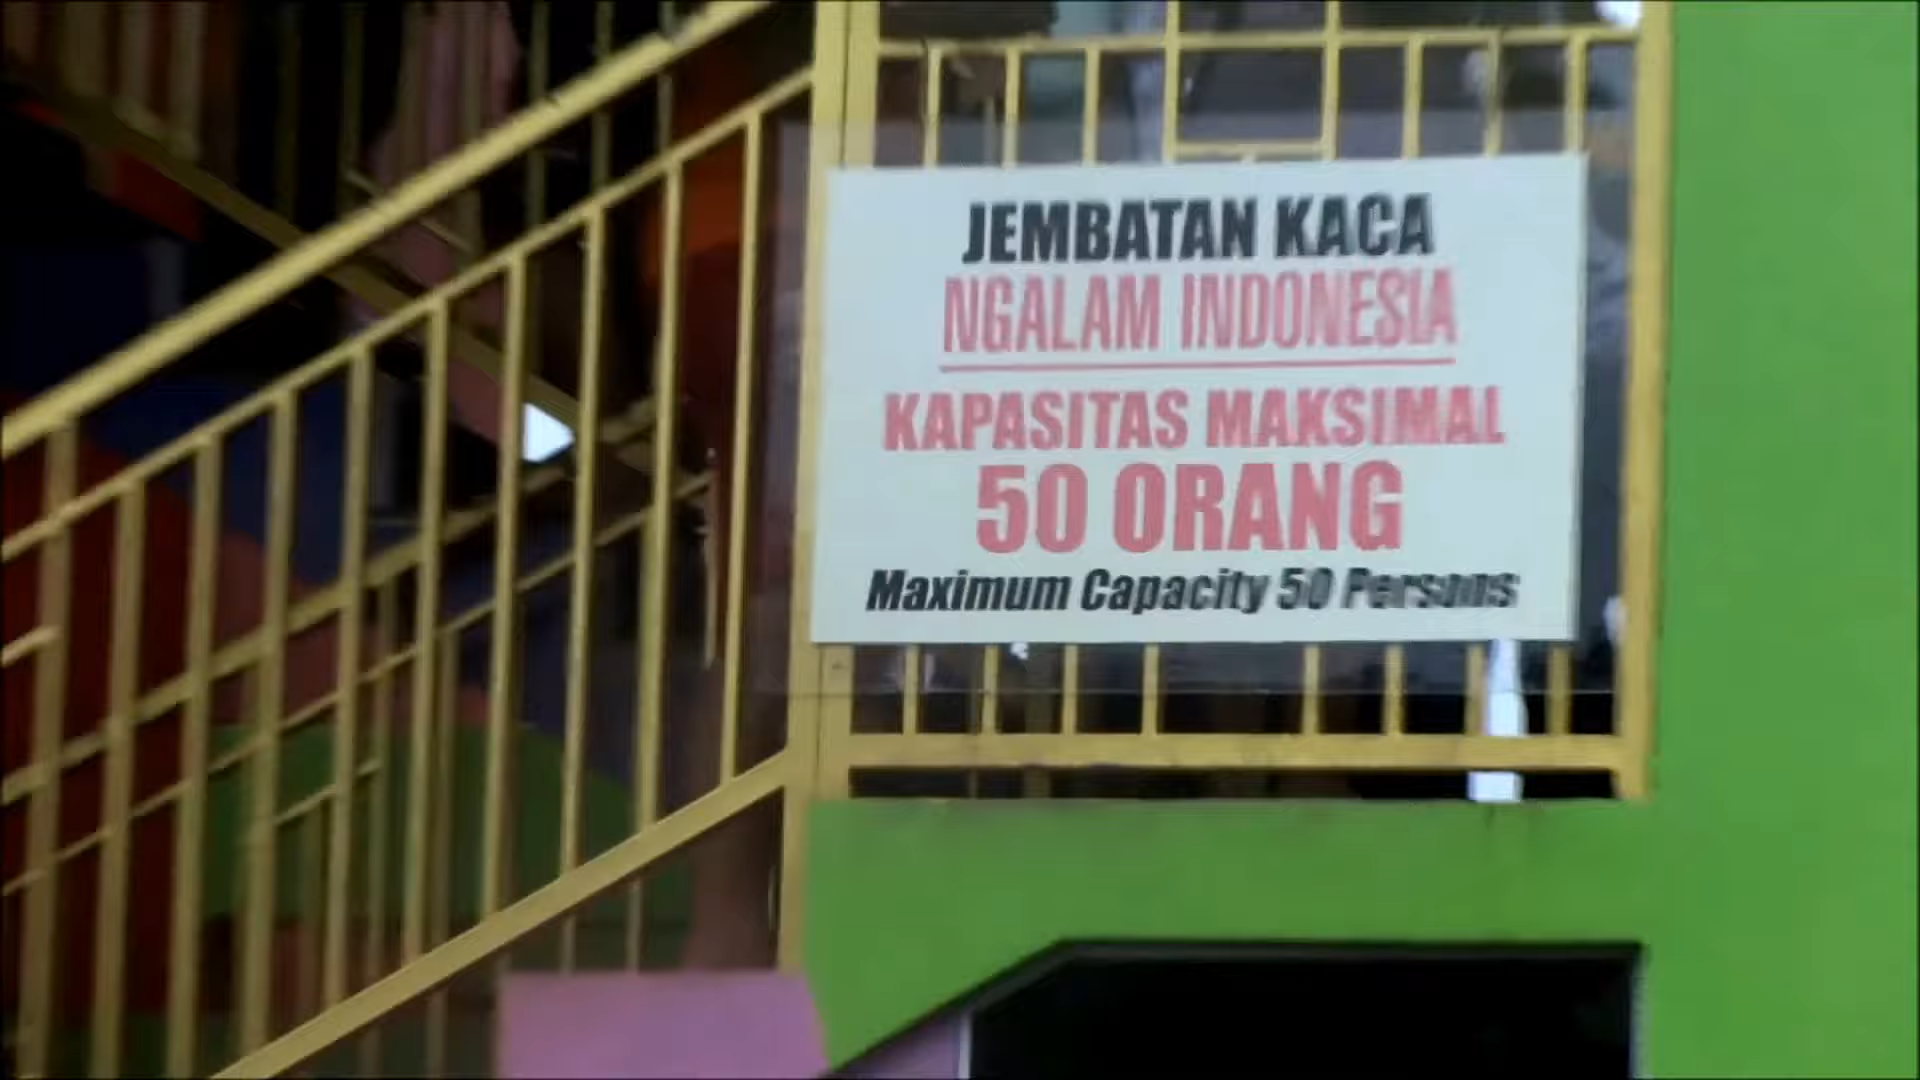 JEMBATAN KACA
NGALAM INDONESIA
KAPASITAS MAKSIMAL
50 ORANG
Maximum Capacity 50 Persons